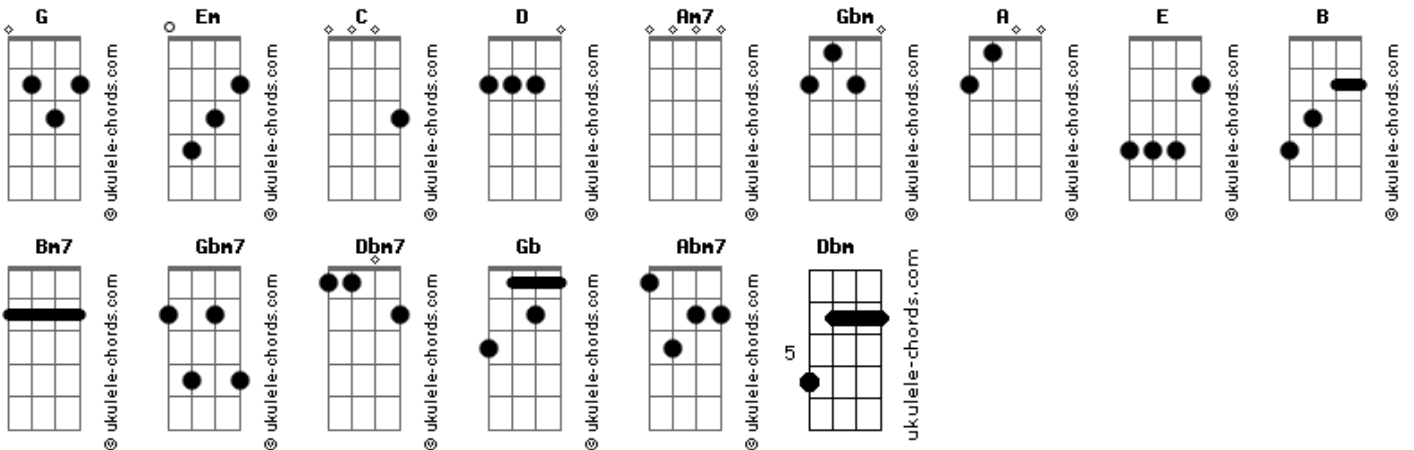 G Em C D Am7 Gbm A E B
© ukulele-chords.com © ukulele-chords.com © ukulele-chords.com © ukulele-chords.com © ukulele-chords.com © ukulele-chords.com © ukulele-chords.com © ukulele-chords.com © ukulele-chords.com
Bm7 Gbm7 Dbm7 Gb Abm7 Dbm
© ukulele-chords.com © ukulele-chords.com © ukulele-chords.com © ukulele-chords.com © ukulele-chords.com 5 ukulele-chords.com